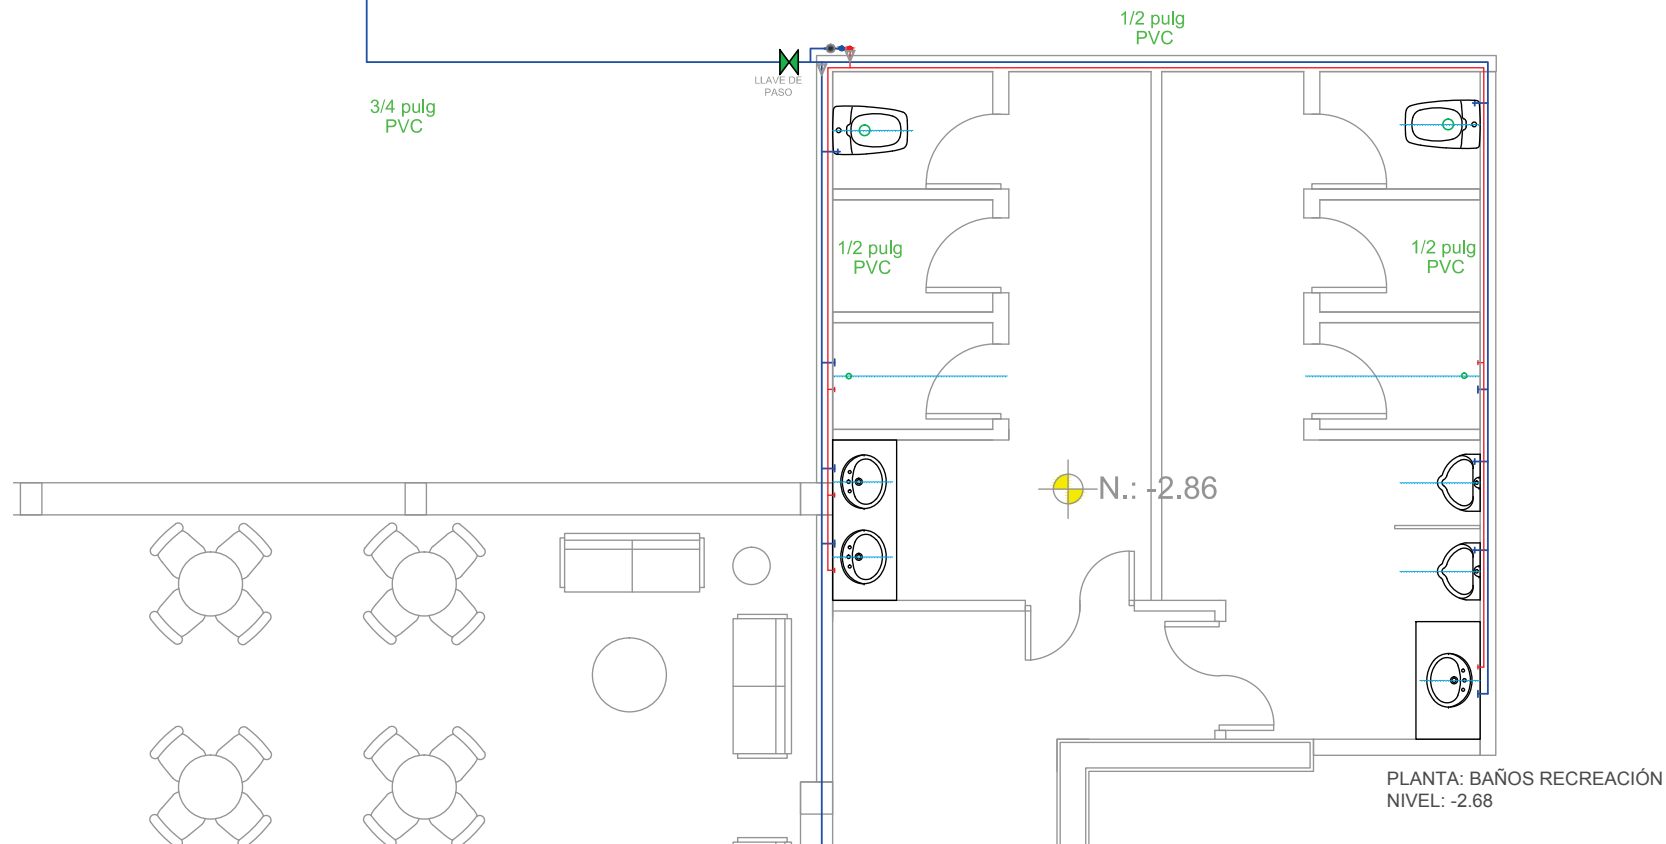 1/2 pulg
PVC
LLAVE DE
PASO
3/4 pulg
PVC
1/2 pulg
PVC
1/2 pulg
PVC
N.: -2.86
PLANTA: BAÑOS RECREACIÓN
NIVEL: -2.68